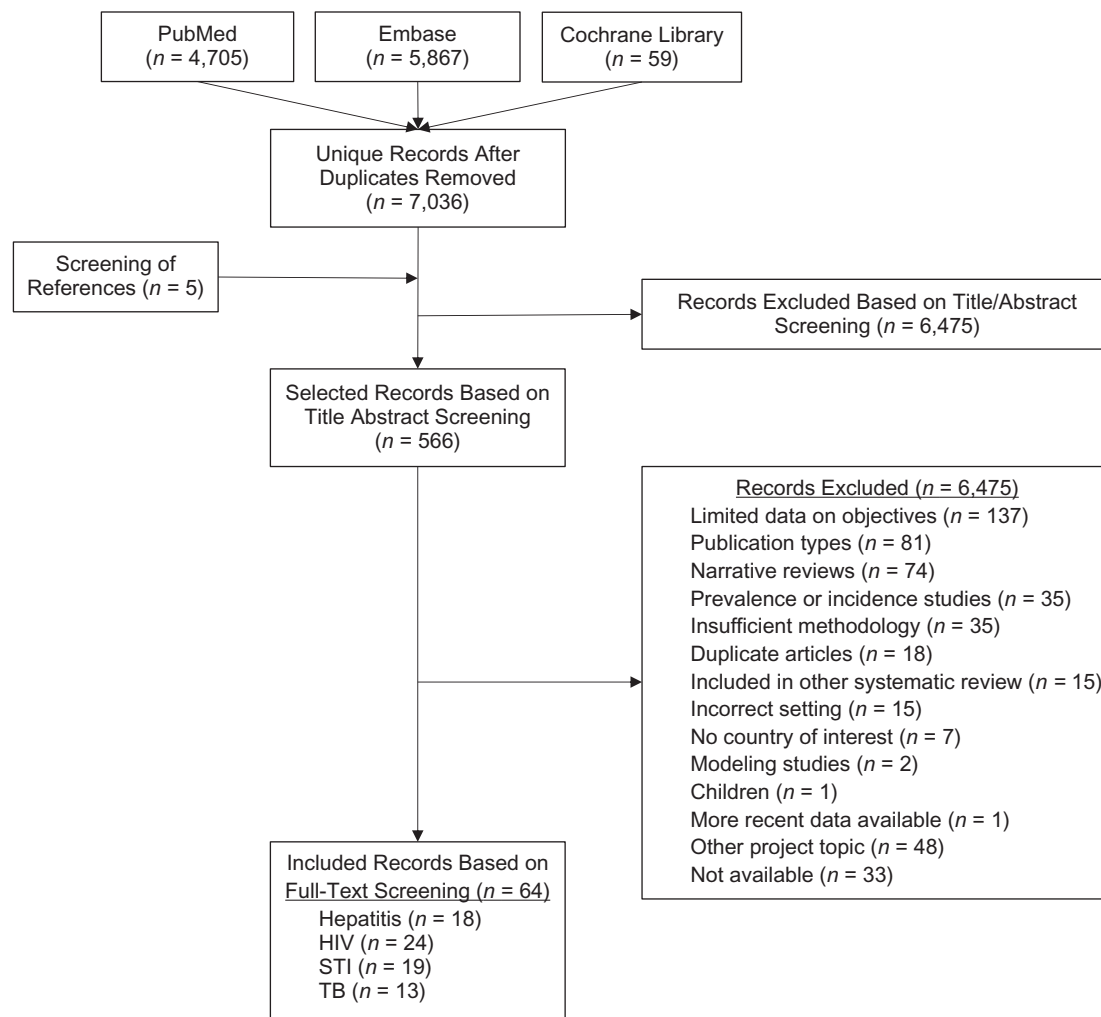 PubMed
(n = 4,705)
Embase
(n = 5,867)
Cochrane Library
(n = 59)
Unique Records After
Duplicates Removed
(n = 7,036)
Screening of
References (n = 5)
Records Excluded Based on Title/Abstract
Screening (n = 6,475)
Selected Records Based on
Title Abstract Screening
(n = 566)
Records Excluded (n = 6,475)
Limited data on objectives (n = 137)
Publication types (n = 81)
Narrative reviews (n = 74)
Prevalence or incidence studies (n = 35)
Insufficient methodology (n = 35)
Duplicate articles (n = 18)
Included in other systematic review (n = 15)
Incorrect setting (n = 15)
No country of interest (n = 7)
Modeling studies (n = 2)
Children (n = 1)
More recent data available (n = 1)
Other project topic (n = 48)
Not available (n = 33)
Included Records Based on
Full-Text Screening (n = 64)
Hepatitis (n = 18)
HIV (n = 24)
STI (n = 19)
TB (n = 13)